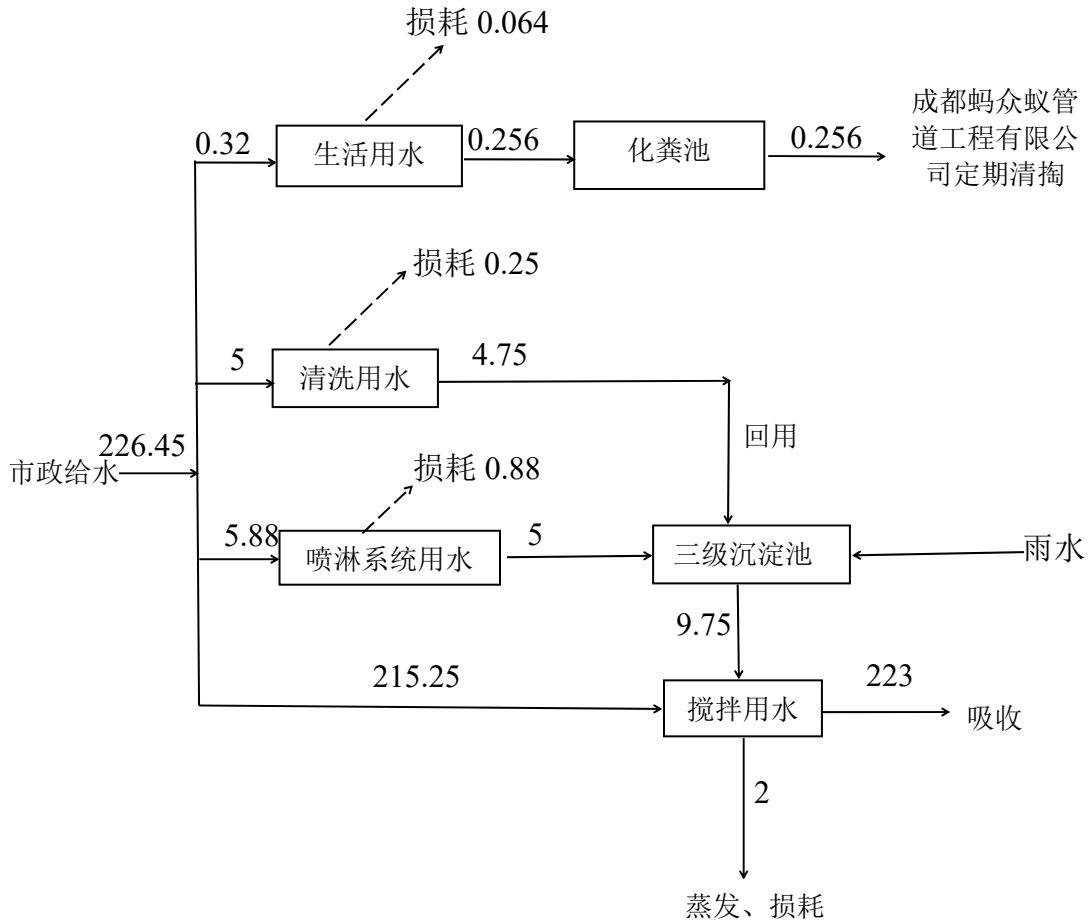 损耗 0.064
成都蚂众蚁管
道工程有限公
司定期清掏
0.32
生活用水
0.256
化粪池
0.256
损耗 0.25
5
清洗用水
4.75
回用
226.45
市政给水
损耗 0.88
5.88
喷淋系统用水
5
三级沉淀池
雨水
9.75
215.25
搅拌用水
223
吸收
2
蒸发、损耗